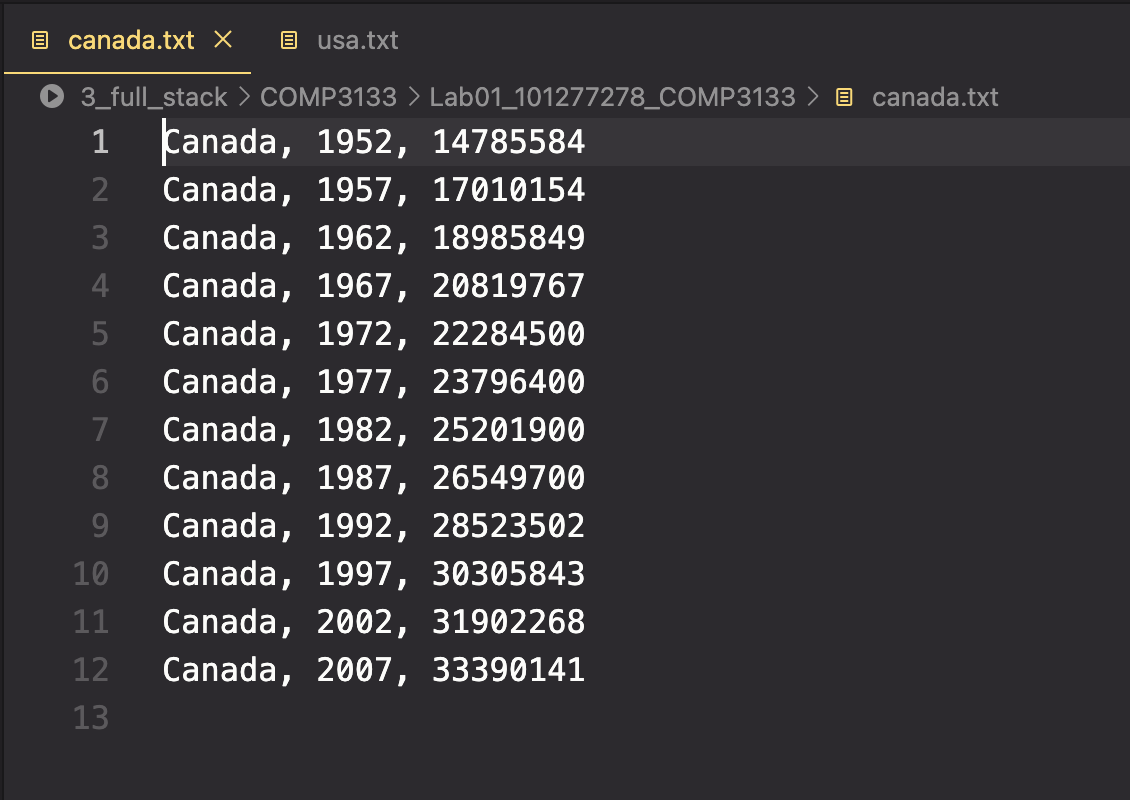 canada.txt usa.txt
3_full_stack > COMP3133 > Lab01_101277278_COMP3133 > canada.txt
1 Canada, 1952, 14785584
2 Canada, 1957, 17010154
3 Canada, 1962, 18985849
4 Canada, 1967, 20819767
5 Canada, 1972, 22284500
6 Canada, 1977, 23796400
7 Canada, 1982, 25201900
8 Canada, 1987, 26549700
9 Canada, 1992, 28523502
10 Canada, 1997, 30305843
11 Canada, 2002, 31902268
12 Canada, 2007, 33390141
13